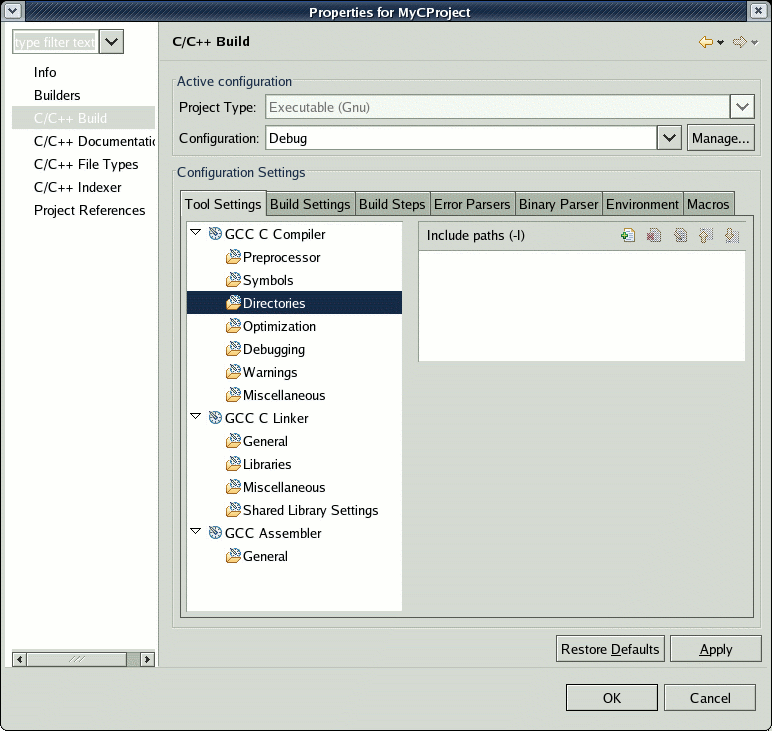 Properties for MyCProject
type filter text
Info
Builders
C/C++ Build
C/C++ Documentatic
C/C++ File Types
C/C++ Indexer
Project References
C/C++ Build
Active configuration
Project Type: Executable (Gnu)
Configuration: Debug Manage...
Configuration Settings
Tool Settings Build Settings Build Steps Error Parsers Binary Parser Environment Macros
GCC C Compiler
Preprocessor
Symbols
Directories
Optimization
Debugging
Warnings
Miscellaneous
GCC C Linker
General
Libraries
Miscellaneous
Shared Library Settings
GCC Assembler
General
Include paths (-I)
Restore Defaults Apply
OK Cancel